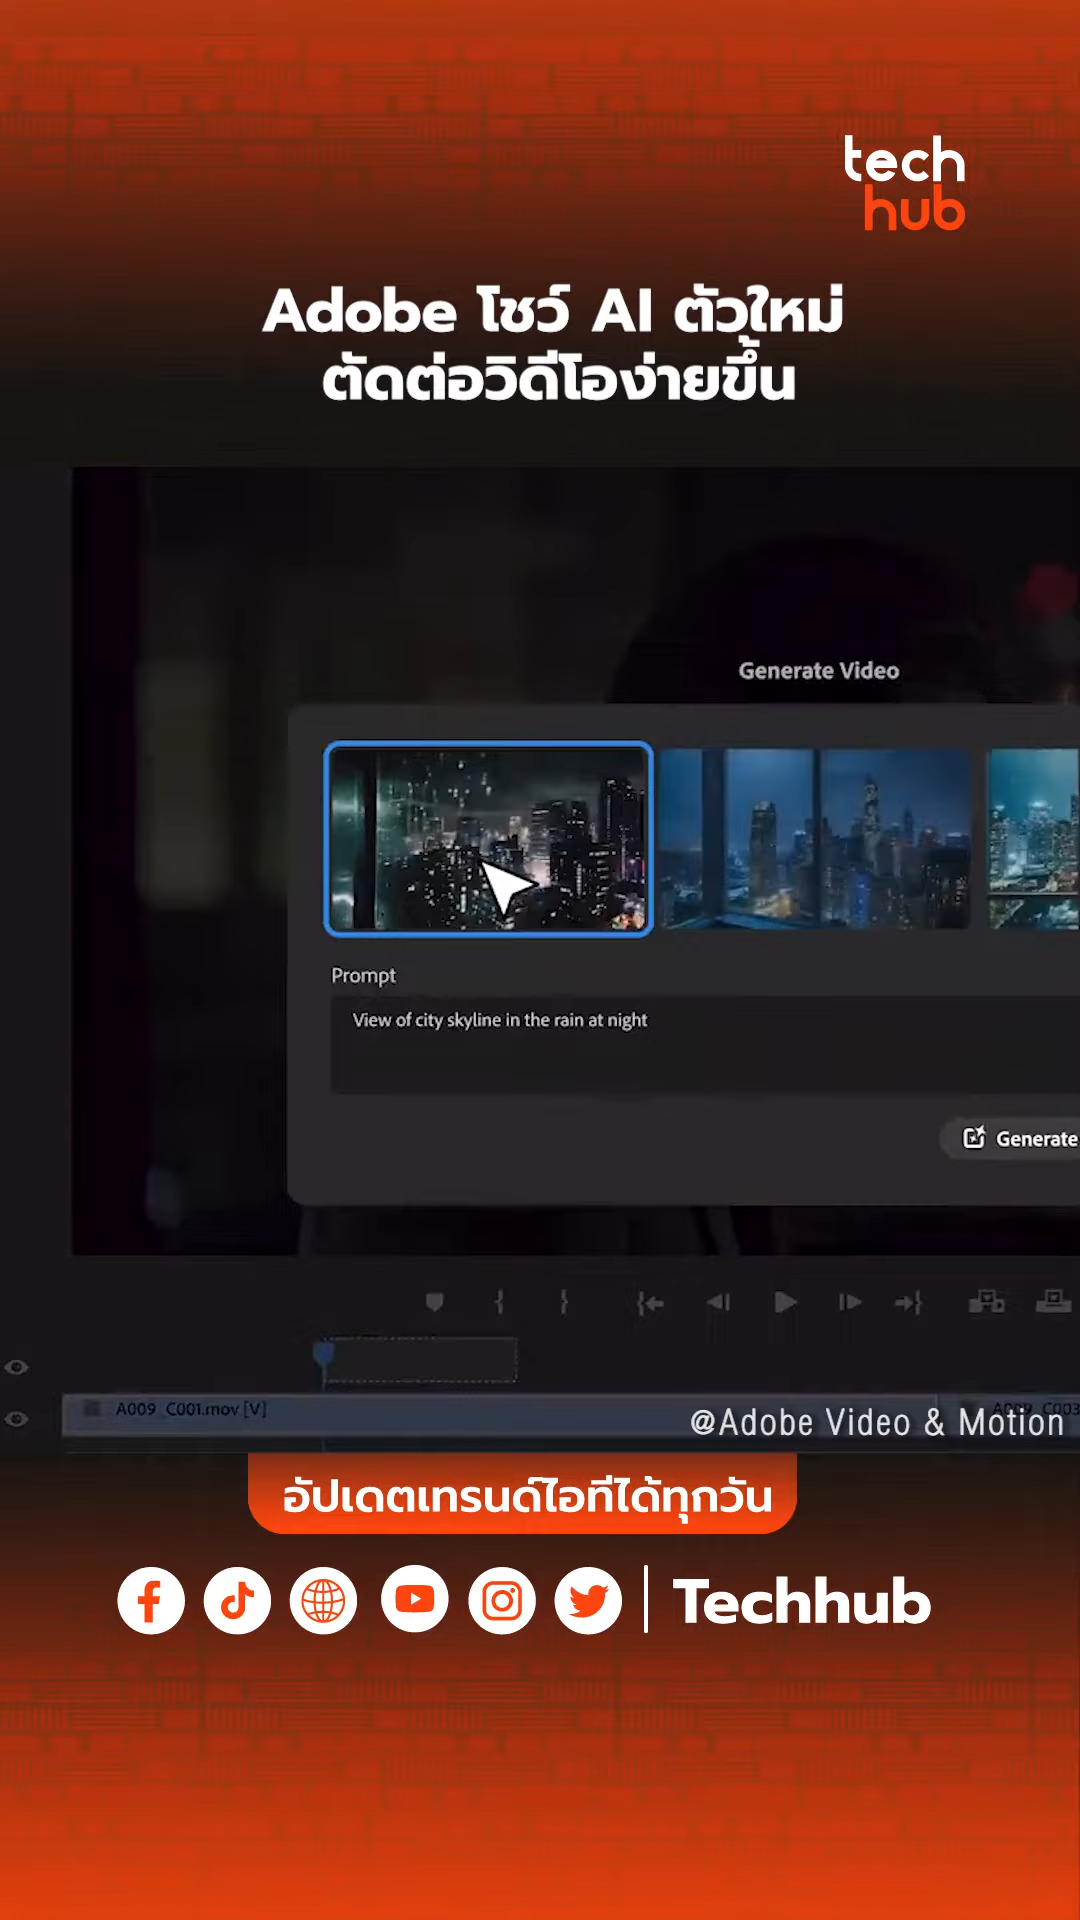 tech
hub
Adobe โชว์ AI ตัวใหม่
ตัดต่อวิดีโอง่ายขึ้น
Generate Video
Prompt
View of city skyline in the rain at night
Generate
A009_C001.mov [V]
A009_C003
@Adobe Video & Motion
อัปเดตเทรนด์ไอทีได้ทุกวัน
Techhub